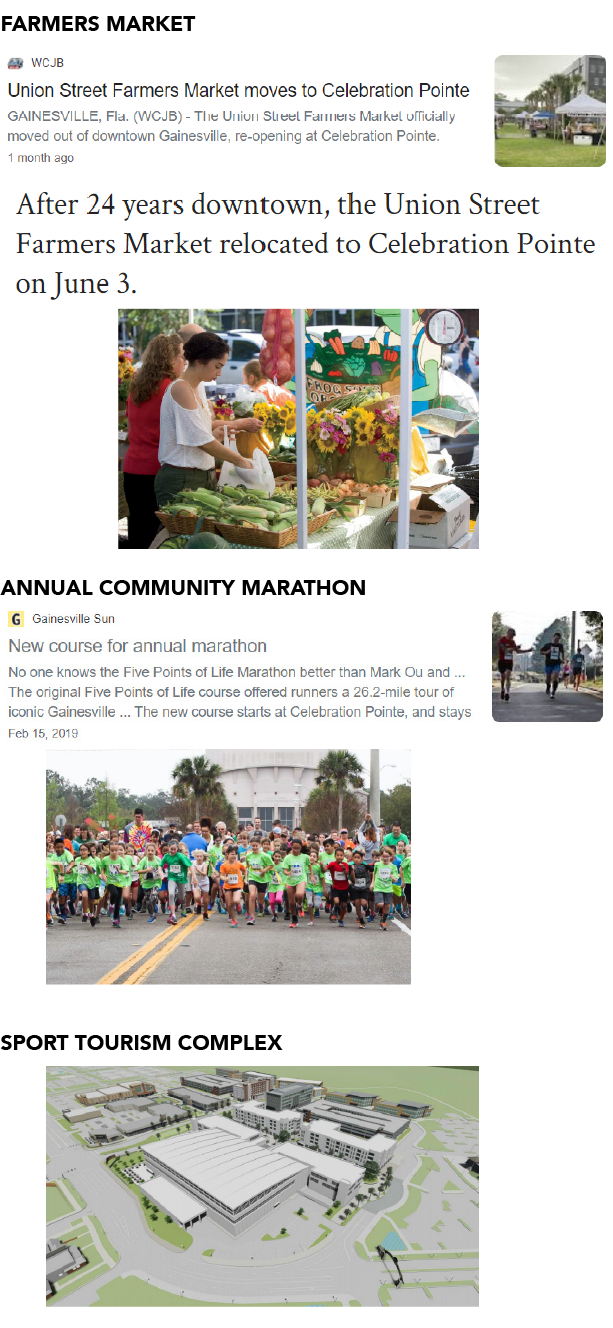 FARMERS MARKET
WCJB
Union Street Farmers Market moves to Celebration Pointe
GAINESVILLE, Fla. (WCJB) - The Union Street Farmers Market officially
moved out of downtown Gainesville, re-opening at Celebration Pointe.
1 month ago
After 24 years downtown, the Union Street
Farmers Market relocated to Celebration Pointe
on June 3.
FROG SONG
ANNUAL COMMUNITY MARATHON
G Gainesville Sun
New course for annual marathon
No one knows the Five Points of Life Marathon better than Mark Ou and ...
The original Five Points of Life course offered runners a 26.2-mile tour of
iconic Gainesville ... The new course starts at Celebration Pointe, and stays
Feb 15, 2019
SPORT TOURISM COMPLEX